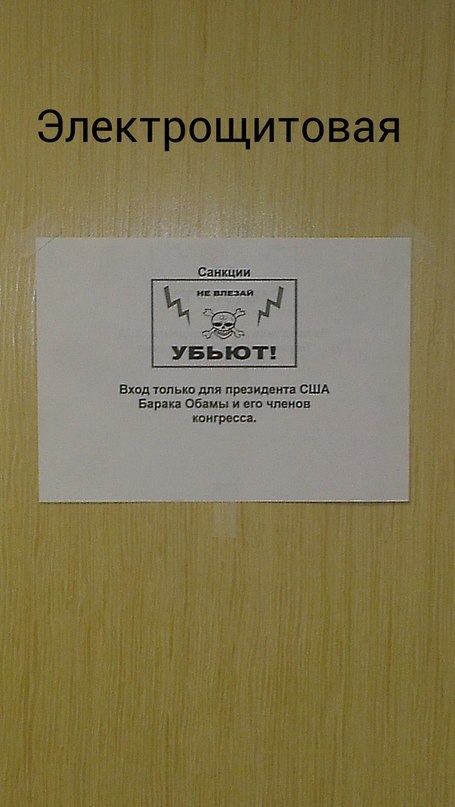 Электрощитовая
Санкции
НЕ ВЛЕЗАЙ
УБЬЮТ!
Вход только для президента США
Барака Обамы и его членов
конгресса.